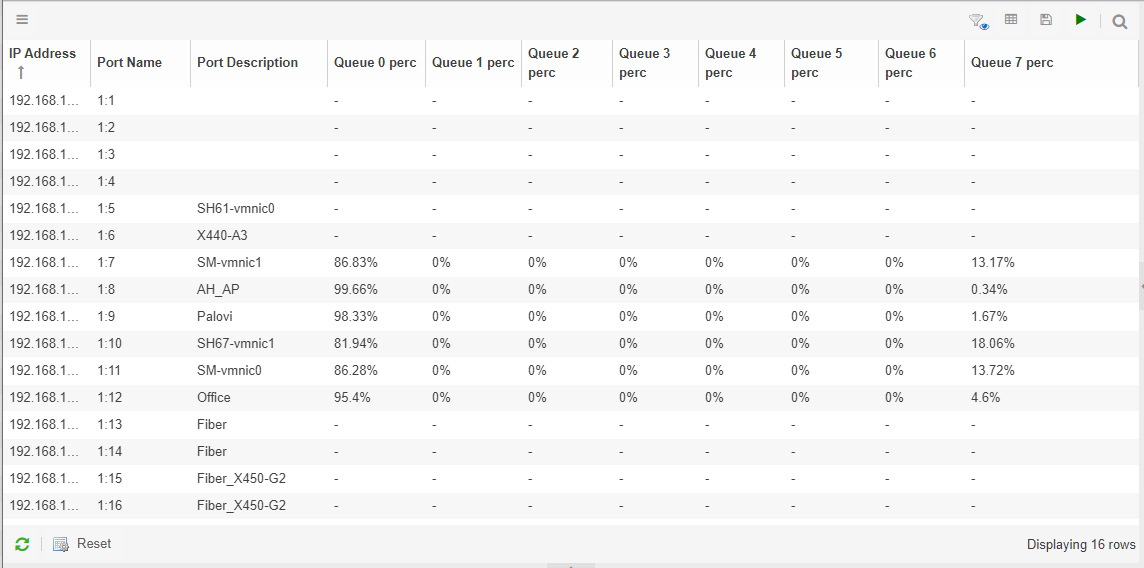 IP Address Port Name Port Description Queue 0 perc Queue 1 perc Queue 2 perc Queue 3 perc Queue 4 perc Queue 5 perc Queue 6 perc Queue 7 perc
192.168.1... 1:1 - - - - - - - -
192.168.1... 1:2 - - - - - - - -
192.168.1... 1:3 - - - - - - - -
192.168.1... 1:4 - - - - - - - -
192.168.1... 1:5 SH61-vmnic0 - - - - - - - -
192.168.1... 1:6 X440-A3 - - - - - - - -
192.168.1... 1:7 SM-vmnic1 86.83% 0% 0% 0% 0% 0% 0% 13.17%
192.168.1... 1:8 AH_AP 99.66% 0% 0% 0% 0% 0% 0% 0.34%
192.168.1... 1:9 Palovi 98.33% 0% 0% 0% 0% 0% 0% 1.67%
192.168.1... 1:10 SH67-vmnic1 81.94% 0% 0% 0% 0% 0% 0% 18.06%
192.168.1... 1:11 SM-vmnic0 86.28% 0% 0% 0% 0% 0% 0% 13.72%
192.168.1... 1:12 Office 95.4% 0% 0% 0% 0% 0% 0% 4.6%
192.168.1... 1:13 Fiber - - - - - - - -
192.168.1... 1:14 Fiber - - - - - - - -
192.168.1... 1:15 Fiber_X450-G2 - - - - - - - -
192.168.1... 1:16 Fiber_X450-G2 - - - - - - - -
Reset Displaying 16 rows